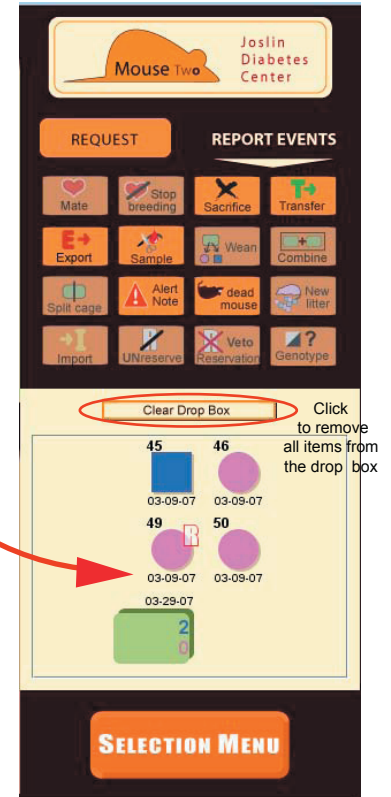 Mouse Two
Joslin
Diabetes
Center
REQUEST
REPORT EVENTS
Mate
Stop
breeding
Sacrifice
T
Transfer
E
Export
Sample
Wean
Combine
Split cage
Alert
Note
dead
mouse
New
litter
I
Import
R
UNreserve
R
Veto
Reservation
?
Genotype
Clear Drop Box
Click
to remove
all items from
the drop box
45 46
03-09-07 03-09-07
49 R 50
03-09-07 03-09-07
03-29-07
2
0
SELECTION MENU